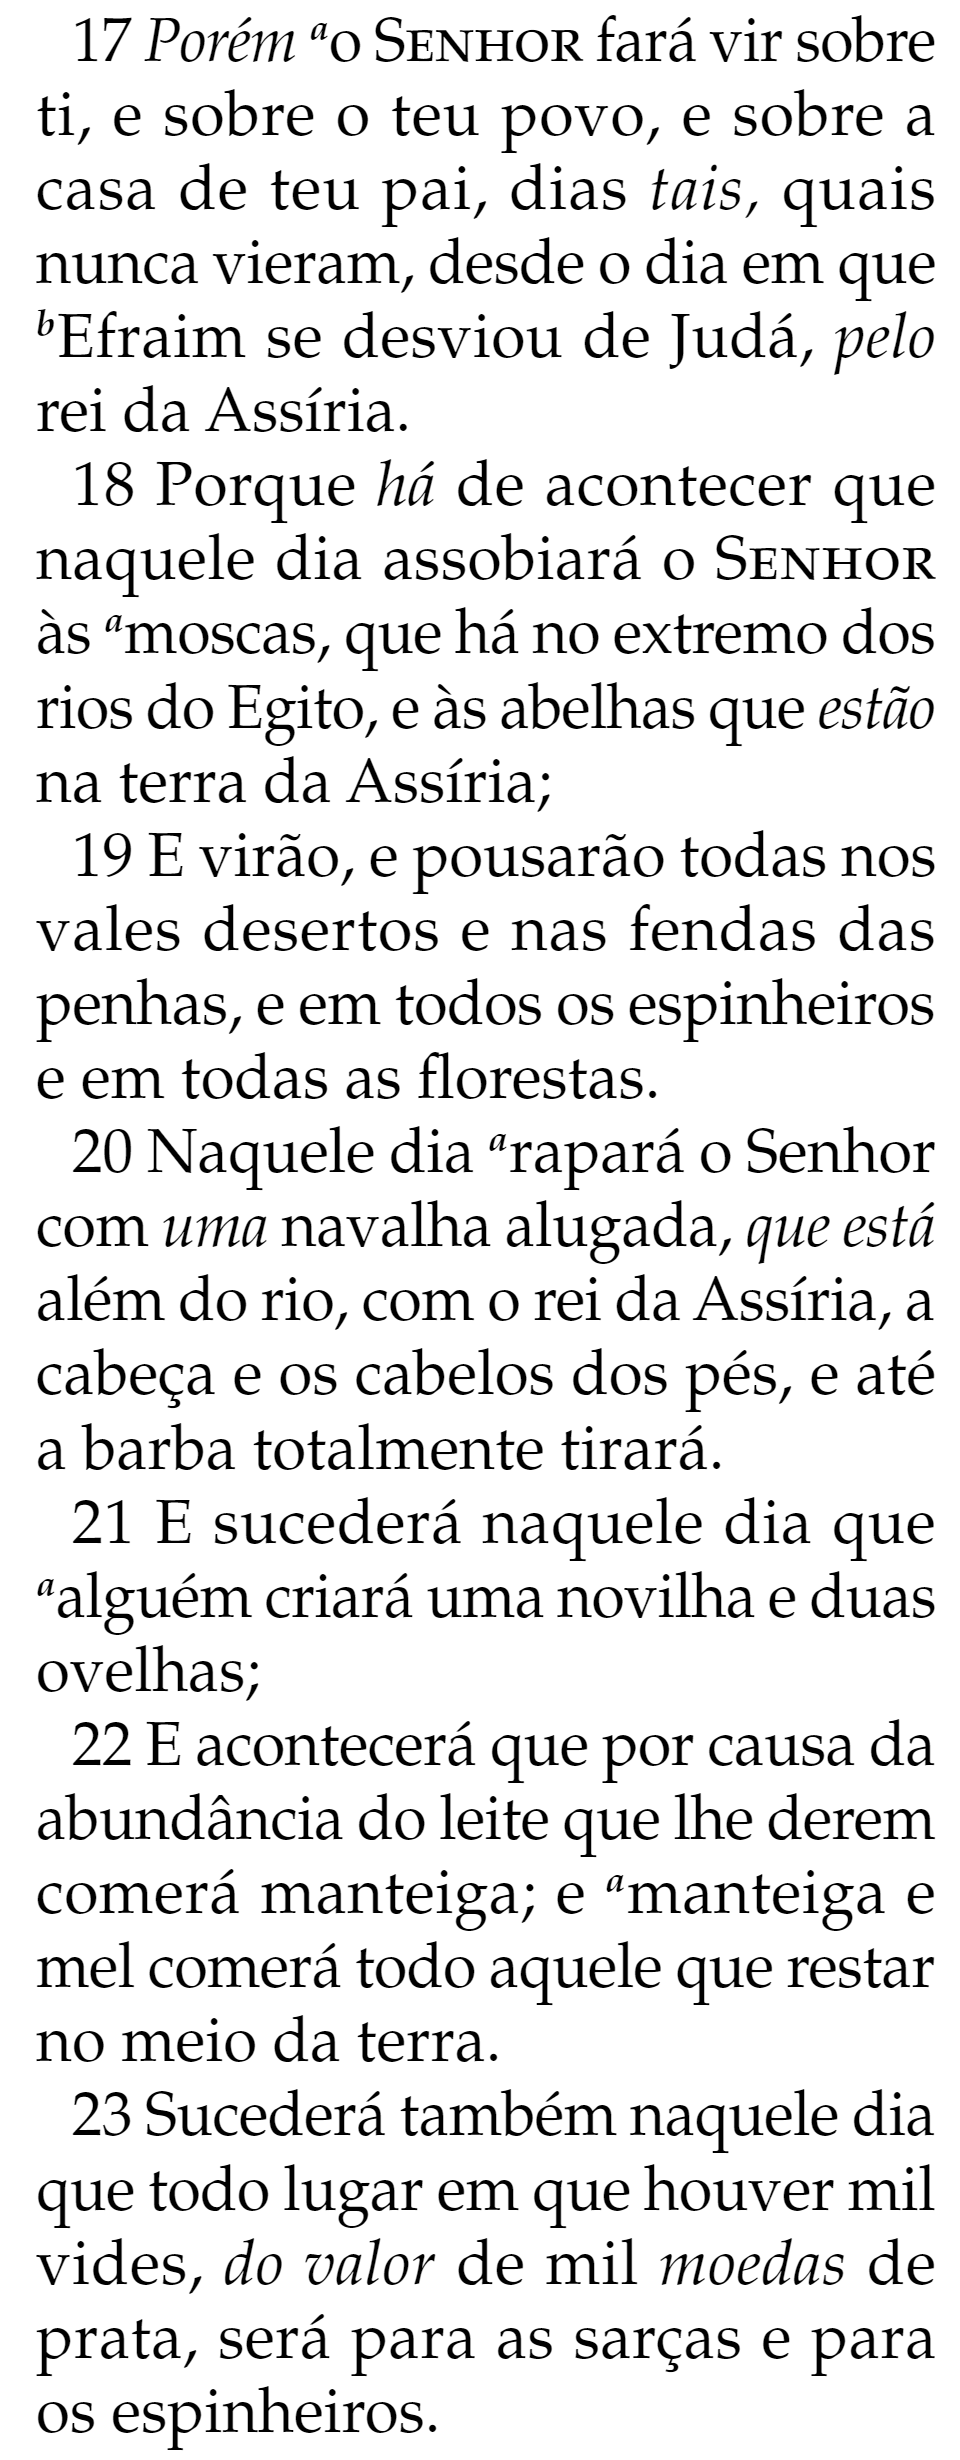 17 Porém ᵃo SENHOR fará vir sobre
ti, e sobre o teu povo, e sobre a
casa de teu pai, dias tais, quais
nunca vieram, desde o dia em que
ᵇEfraim se desviou de Judá, pelo
rei da Assíria.
18 Porque há de acontecer que
naquele dia assobiará o SENHOR
às ᵃmoscas, que há no extremo dos
rios do Egito, e às abelhas que estão
na terra da Assíria;
19 E virão, e pousarão todas nos
vales desertos e nas fendas das
penhas, e em todos os espinheiros
e em todas as florestas.
20 Naquele dia ᵃrapará o Senhor
com uma navalha alugada, que está
além do rio, com o rei da Assíria, a
cabeça e os cabelos dos pés, e até
a barba totalmente tirará.
21 E sucederá naquele dia que
ᵃalguém criará uma novilha e duas
ovelhas;
22 E acontecerá que por causa da
abundância do leite que lhe derem
comerá manteiga; e ᵃmanteiga e
mel comerá todo aquele que restar
no meio da terra.
23 Sucederá também naquele dia
que todo lugar em que houver mil
vides, do valor de mil moedas de
prata, será para as sarças e para
os espinheiros.